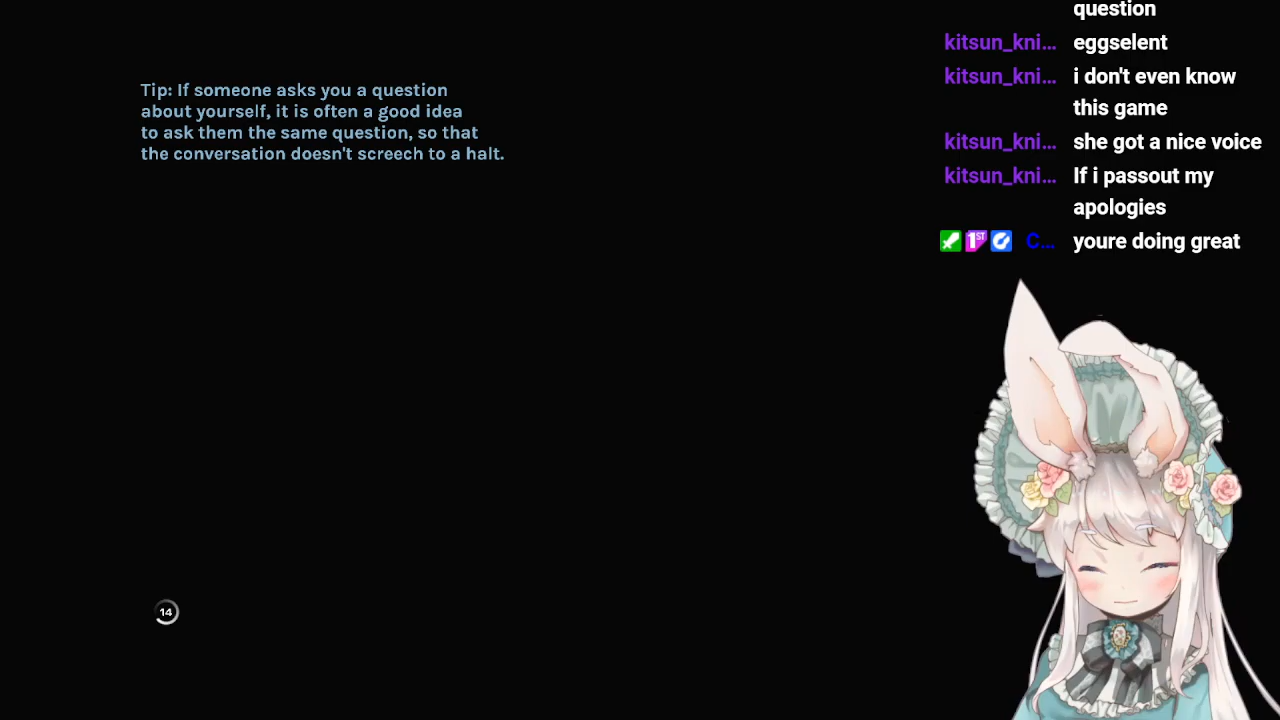 question
kitsun_kni... eggselent
kitsun_kni... i don't even know
this game
kitsun_kni... she got a nice voice
kitsun_kni... If i passout my
apologies
1ST C... youre doing great
Tip: If someone asks you a question
about yourself, it is often a good idea
to ask them the same question, so that
the conversation doesn't screech to a halt.
14